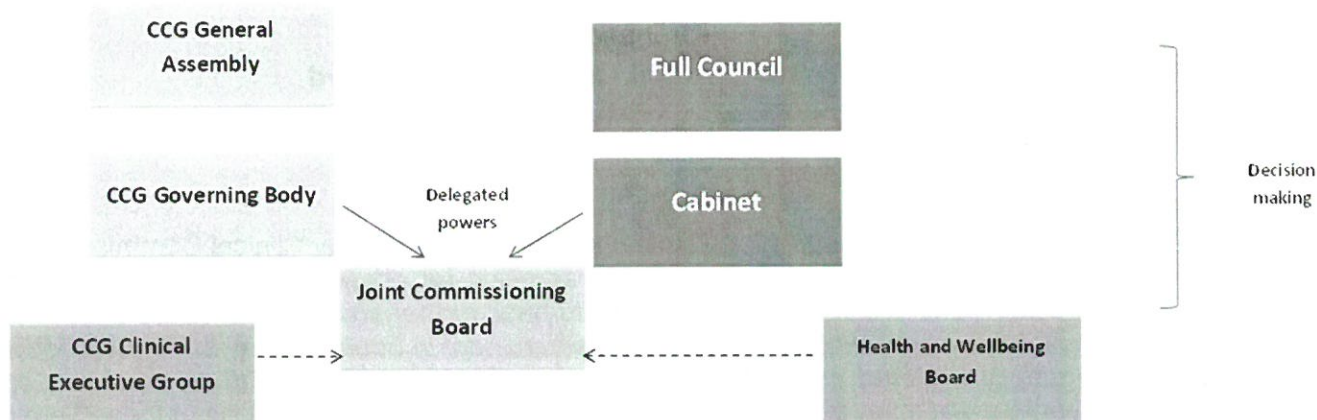 CCG General
Assembly
Full Council
CCG Governing Body
Delegated
powers
Cabinet
Decision
making
Joint Commissioning
Board
CCG Clinical
Executive Group
Health and Wellbeing
Board